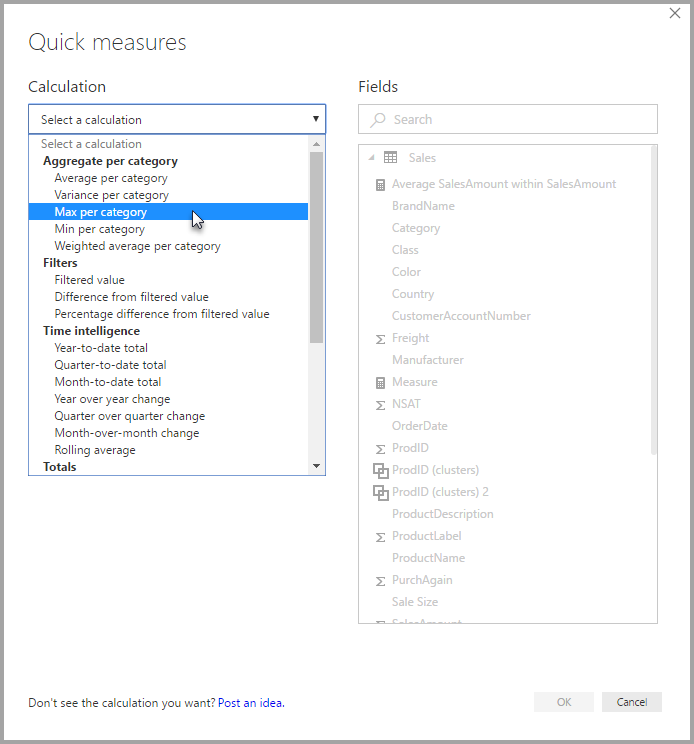 Quick measures
Calculation
Select a calculation
Select a calculation
Aggregate per category
Average per category
Variance per category
Max per category
Min per category
Weighted average per category
Filters
Filtered value
Difference from filtered value
Percentage difference from filtered value
Time intelligence
Year-to-date total
Quarter-to-date total
Month-to-date total
Year over year change
Quarter over quarter change
Month-over-month change
Rolling average
Totals
Fields
Search
Sales
Average SalesAmount within SalesAmount
BrandName
Category
Class
Color
Country
CustomerAccountNumber
Freight
Manufacturer
Measure
NSAT
OrderDate
ProdID
ProdID (clusters)
ProdID (clusters) 2
ProductDescription
ProductLabel
ProductName
PurchAgain
Sale Size
SalesAmount
Don't see the calculation you want? Post an idea.
OK
Cancel